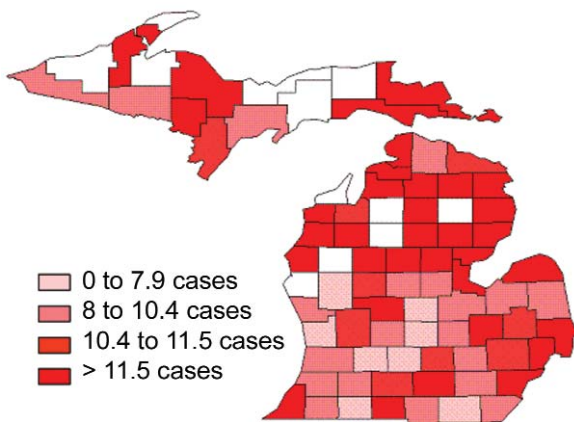 0 to 7.9 cases
8 to 10.4 cases
10.4 to 11.5 cases
> 11.5 cases